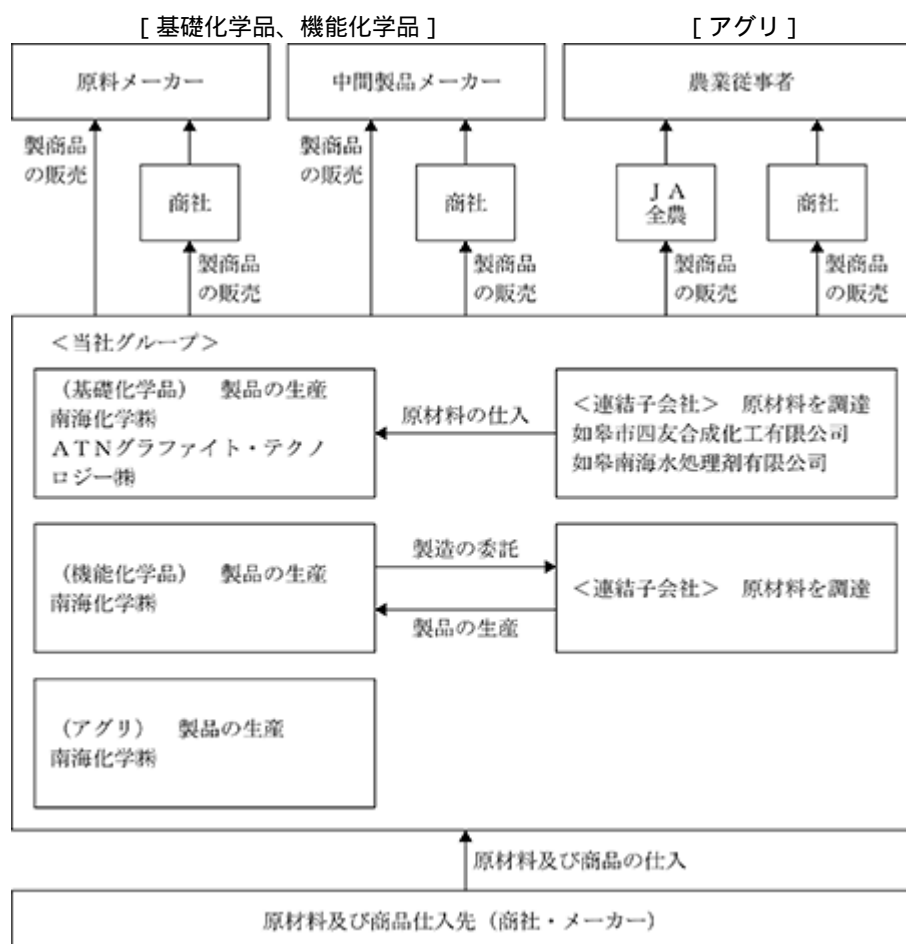 [ 基礎化学品、機能化学品 ]
[ アグリ ]
原料メーカー
中間製品メーカー
農業従事者
製商品
の販売
商社
製商品
の販売
製商品
の販売
商社
製商品
の販売
ＪＡ
全農
製商品
の販売
商社
製商品
の販売
＜当社グループ＞
（基礎化学品）　製品の生産
南海化学㈱
ＡＴＮグラファイト・テクノ
ロジー㈱
原材料の仕入
＜連結子会社＞　原材料を調達
如皋市四友合成化工有限公司
如皋南海水処理剤有限公司
（機能化学品）　製品の生産
南海化学㈱
製造の委託
製品の生産
＜連結子会社＞　原材料を調達
（アグリ）　製品の生産
南海化学㈱
原材料及び商品の仕入
原材料及び商品仕入先（商社・メーカー）